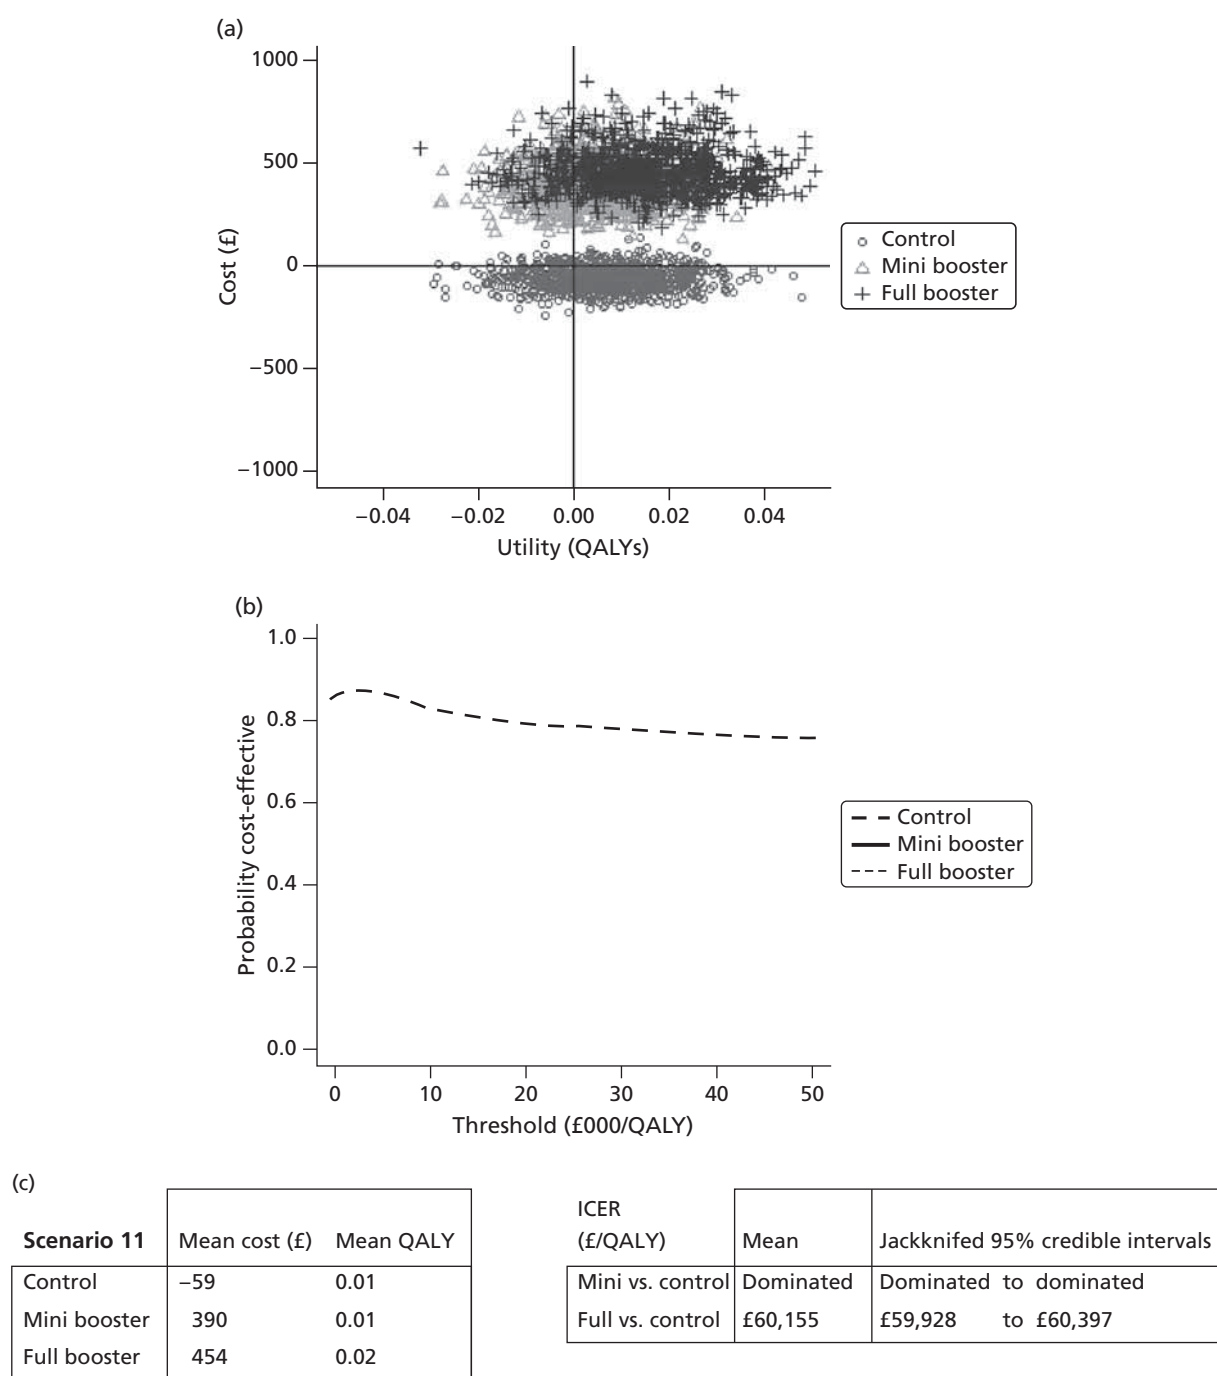 (a)
1000
500
0
−500
−1000
Cost (£)
−0.04 −0.02 0.00 0.02 0.04
Utility (QALYs)
Control
Mini booster
Full booster
(b)
1.0
0.8
0.6
0.4
0.2
0.0
Probability cost-effective
0 10 20 30 40 50
Threshold (£000/QALY)
Control
Mini booster
Full booster
(c)
Scenario 11 Mean cost (£) Mean QALY
Control −59 0.01
Mini booster 390 0.01
Full booster 454 0.02
ICER
(£/QALY) Mean Jackknifed 95% credible intervals
Mini vs. control Dominated Dominated to dominated
Full vs. control £60,155 £59,928 to £60,397